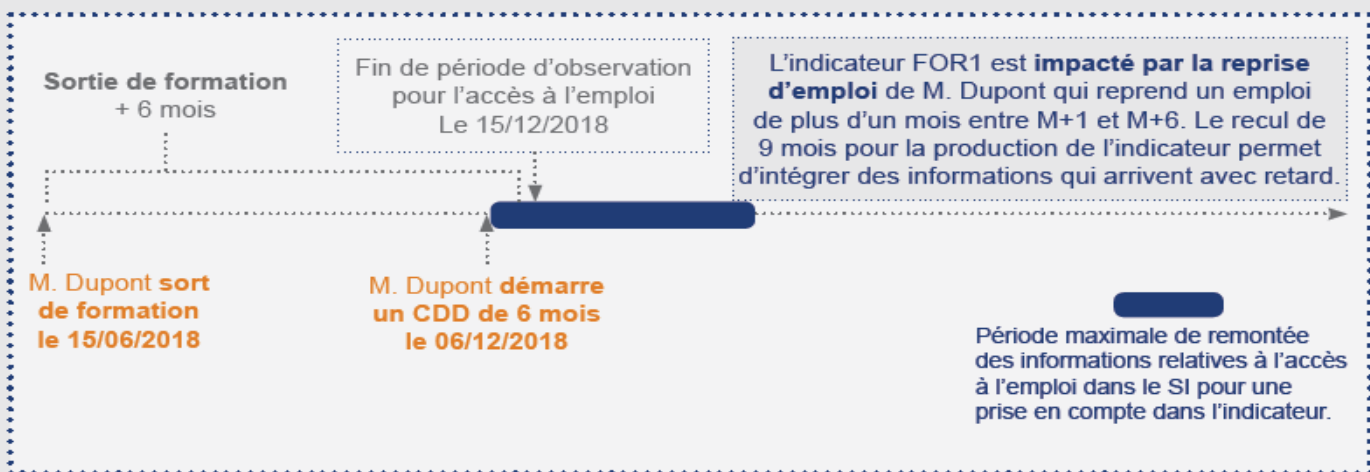 Sortie de formation
+ 6 mois
Fin de période d’observation
pour l’accès à l’emploi
Le 15/12/2018
L’indicateur FOR1 est impacté par la reprise
d’emploi de M. Dupont qui reprend un emploi
de plus d’un mois entre M+1 et M+6. Le recul de
9 mois pour la production de l’indicateur permet
d’intégrer des informations qui arrivent avec retard.
M. Dupont sort
de formation
le 15/06/2018
M. Dupont démarre
un CDD de 6 mois
le 06/12/2018
Période maximale de remontée
des informations relatives à l’accès
à l’emploi dans le SI pour une
prise en compte dans l’indicateur.